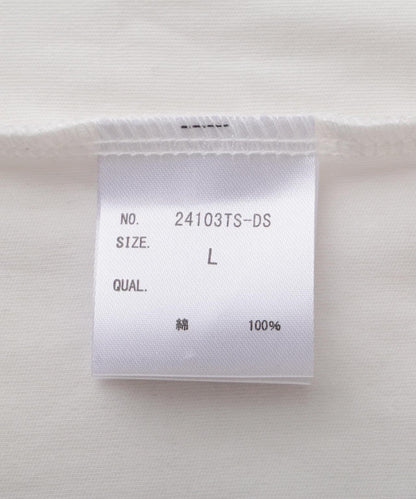 NO. 24103TS-DS
SIZE. L
QUAL.
綿 100%